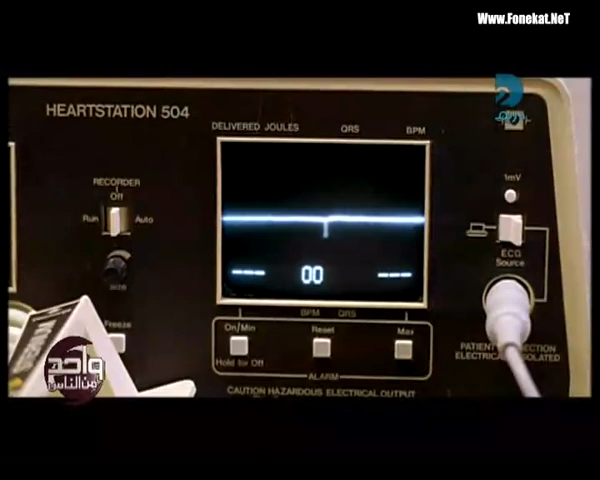 Www.Fonekat.NeT
HEARTSTATION 504
DELIVERED JOULES QRS BPM
RECORDER
Off
Run Auto
SIZE
Freeze
1mV
ECG
Source
--- 00 ---
BPM QRS
On/Min Reset Max
Hold for Off
ALARM
PATIENT
ELECTRICALLY ISOLATED
CAUTION HAZARDOUS ELECTRICAL OUTPUT
واحد
من الناس